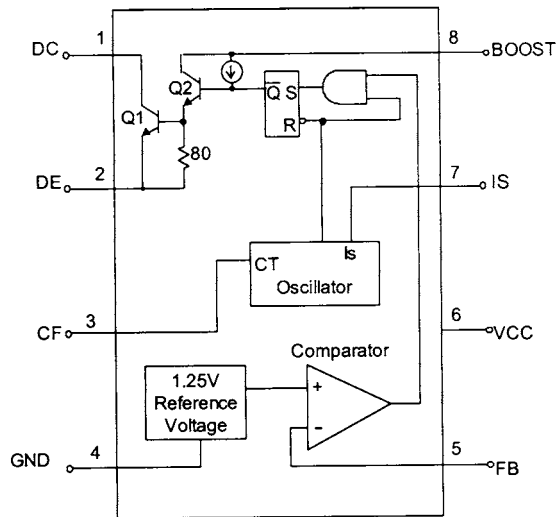 DC 1 8 BOOST
Q2
Q1
Q̅ S
R
80
DE 2 7 IS
CT Is
Oscillator
CF 3 6 VCC
Comparator
1.25V
Reference
Voltage
+
−
GND 4 5 FB